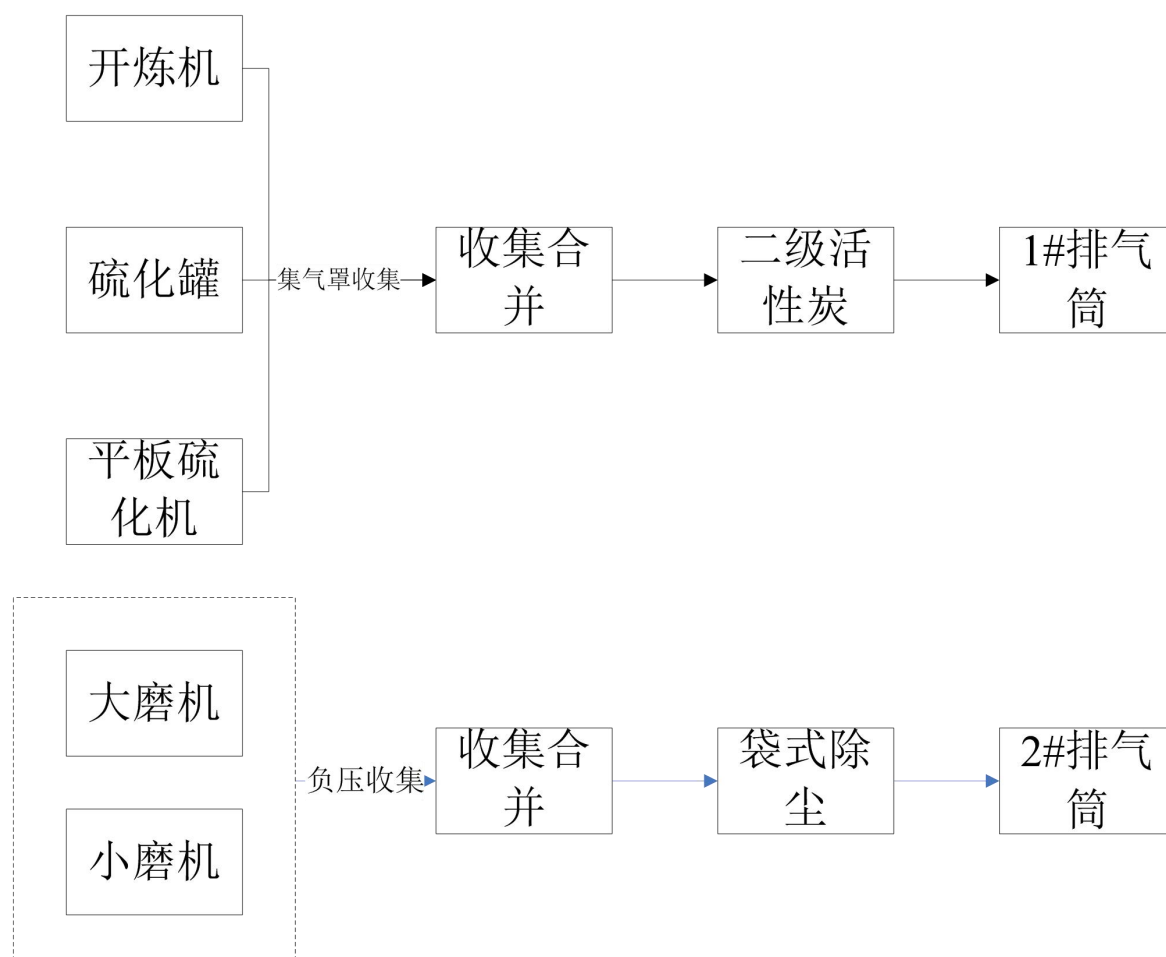 开炼机
硫化罐
集气罩收集
收集合
并
二级活
性炭
1#排气
筒
平板硫
化机
大磨机
小磨机
负压收集
收集合
并
袋式除
尘
2#排气
筒